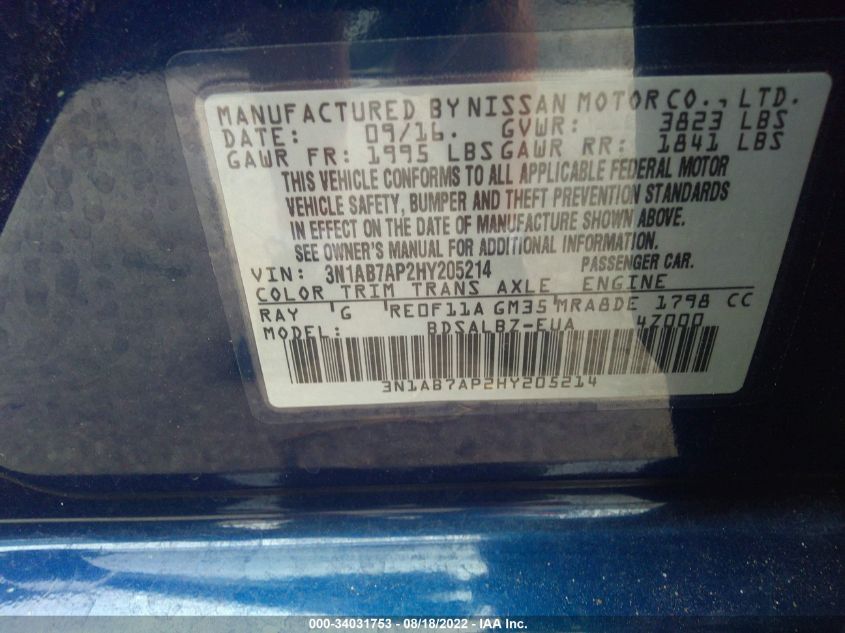 MANUFACTURED BY NISSAN MOTOR CO., LTD.
DATE: 09/16. GVWR: 3823 LBS
GAWR FR: 1995 LBS GAWR RR: 1841 LBS
THIS VEHICLE CONFORMS TO ALL APPLICABLE FEDERAL MOTOR
VEHICLE SAFETY, BUMPER AND THEFT PREVENTION STANDARDS
IN EFFECT ON THE DATE OF MANUFACTURE SHOWN ABOVE.
SEE OWNER'S MANUAL FOR ADDITIONAL INFORMATION.
VIN: 3N1AB7AP2HY205214 PASSENGER CAR.
COLOR TRIM TRANS AXLE ENGINE
RAY G RE0F11A GM35 MRA8DE 1798 CC
MODEL: BDSALBZ-EUA 4Z000
3N1AB7AP2HY205214
000-34031753 - 08/18/2022 - IAA Inc.